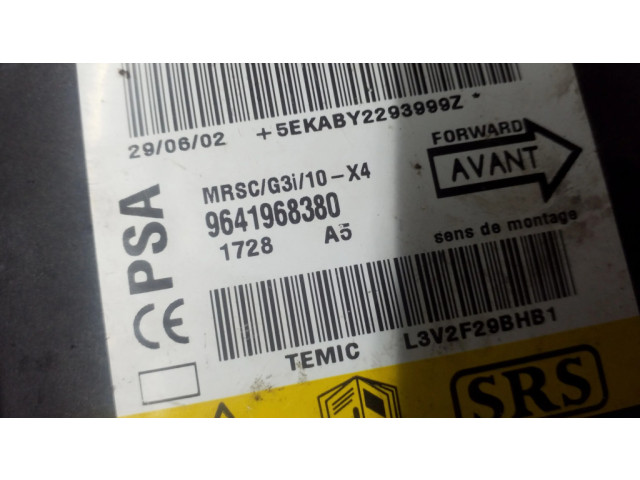 29/06/02 +5EKABY2293999Z*
FORWARD
AVANT
sens de montage
PSA
CE
MRSC/G3i/10-X4
9641968380
1728 A5
TEMIC L3V2F29BHB1
SRS